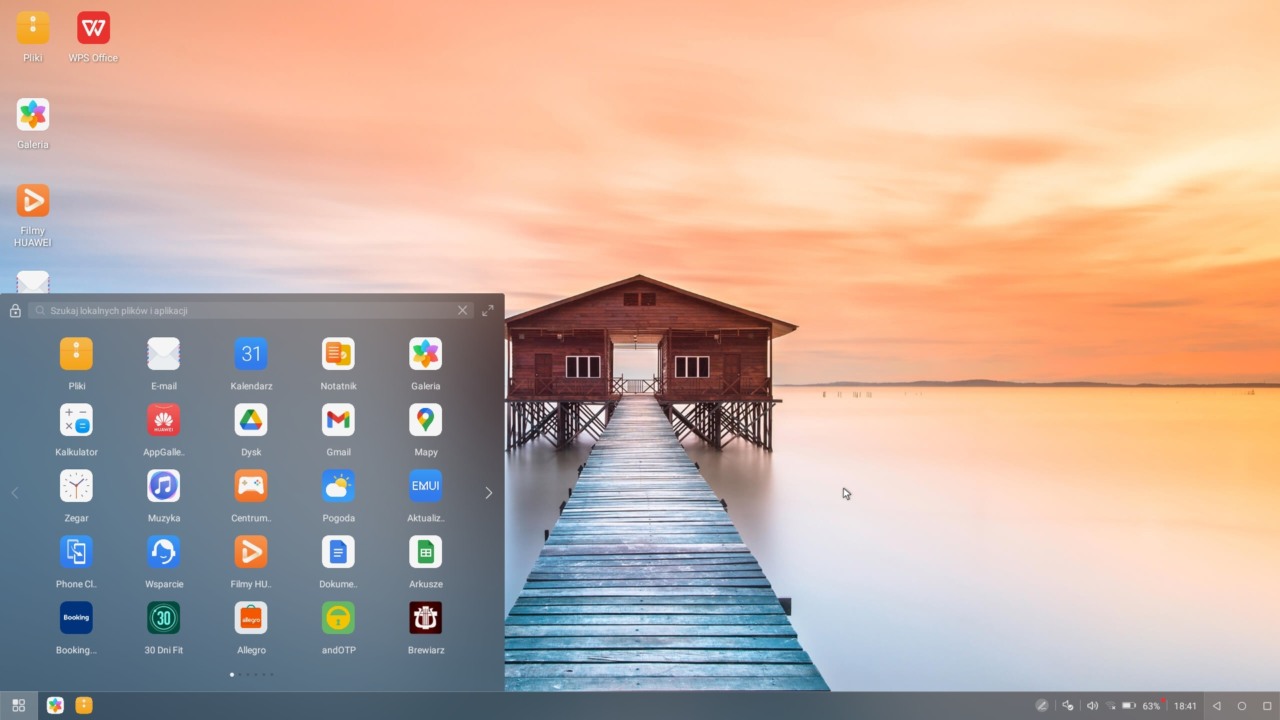 Pliki
WPS Office
Galeria
Filmy
HUAWEI
Szukaj lokalnych plików i aplikacji
31
EMUI
Pliki
E-mail
Kalendarz
Notatnik
Galeria
HUAWEI
Kalkulator
AppGalle..
Dysk
Gmail
Mapy
Zegar
Muzyka
Centrum..
Pogoda
Aktualiz..
Phone Cl..
Wsparcie
Filmy HU..
Dokume..
Arkusze
Booking
30
allegro
Booking...
30 Dni Fit
Allegro
andOTP
Brewiarz
63%
18:41